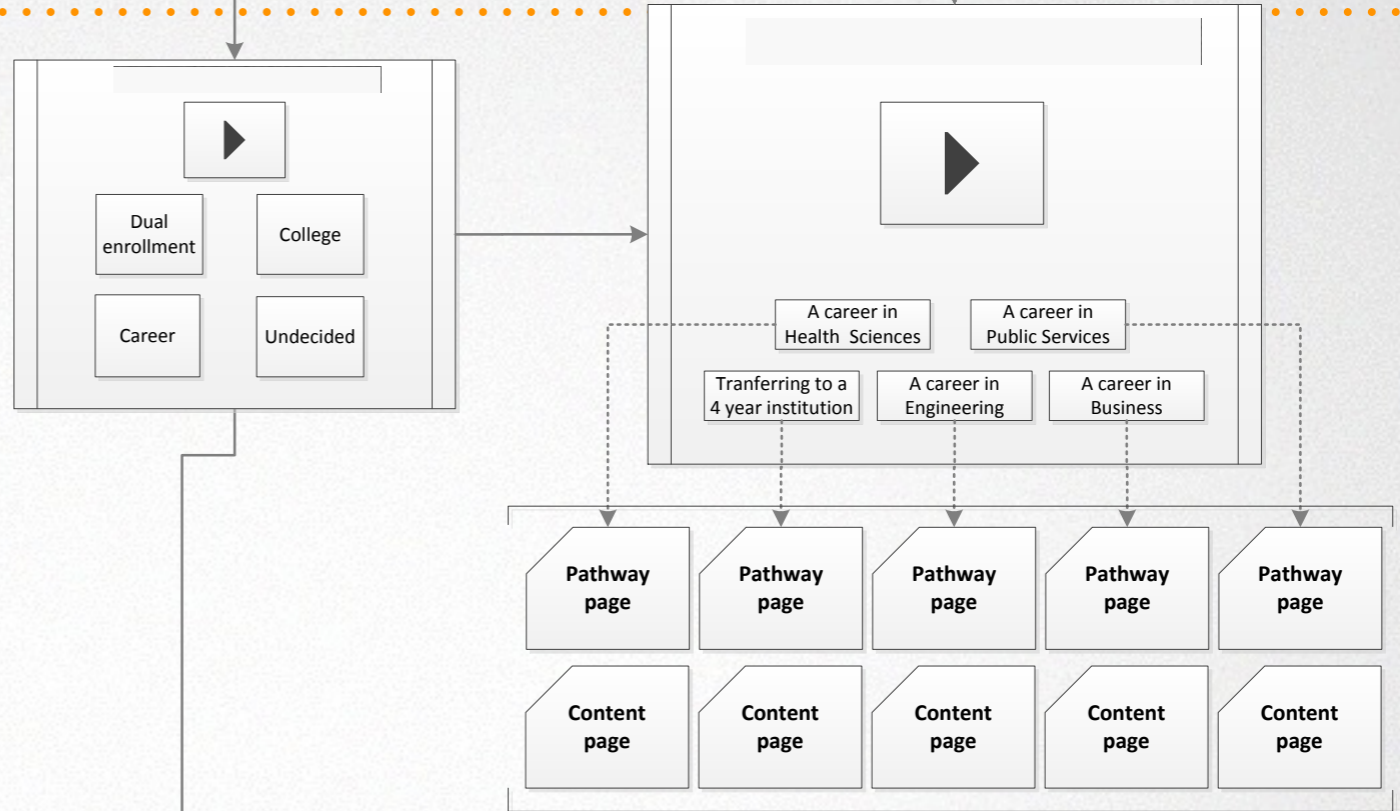 Dual
enrollment
College
Career
Undecided
A career in
Health Sciences
A career in
Public Services
Tranferring to a
4 year institution
A career in
Engineering
A career in
Business
Pathway
page
Pathway
page
Pathway
page
Pathway
page
Pathway
page
Content
page
Content
page
Content
page
Content
page
Content
page